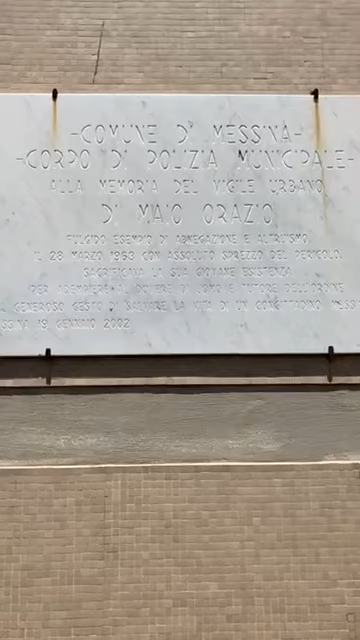 -COMUNE DI MESSINA-
-CORPO DI POLIZIA MUNICIPALE-
ALLA MEMORIA DEL VIGILE URBANO
DI MAIO ORAZIO
FULGIDO ESEMPIO DI ABNEGAZIONE E ALTRUISMO
IL 28 MARZO 1963 CON ASSOLUTO SPREZZO DEL PERICOLO
SACRIFICAVA LA SUA GIOVANE ESISTENZA
PER ADEMPIERE AL DOVERE DI UOMO E TUTORE DELL'ORDINE
GENEROSO GESTO DI SALVARE LA VITA DI UN CONCITTADINO
19 GENNAIO 2002